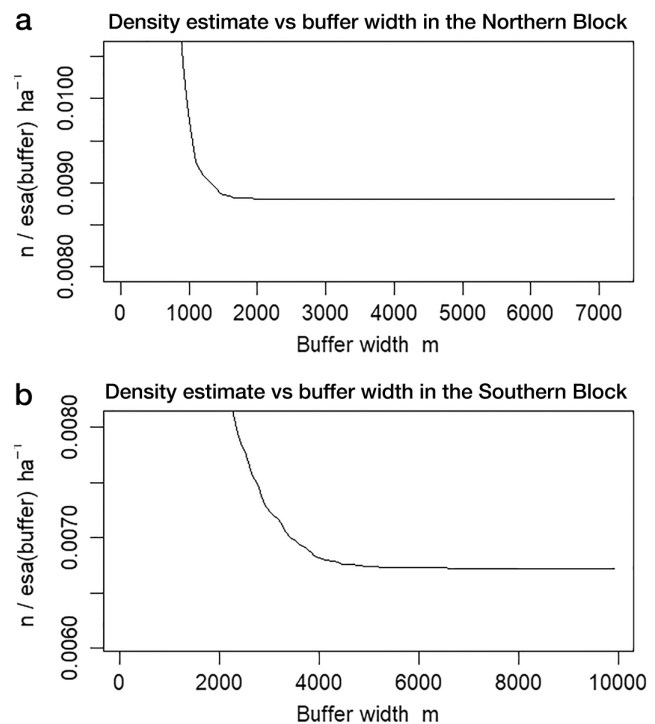 a
Density estimate vs buffer width in the Northern Block
n / esa(buffer) ha⁻¹
0.0100
0.0090
0.0080
0 1000 2000 3000 4000 5000 6000 7000
Buffer width m
b
Density estimate vs buffer width in the Southern Block
n / esa(buffer) ha⁻¹
0.0080
0.0070
0.0060
0 2000 4000 6000 8000 10000
Buffer width m